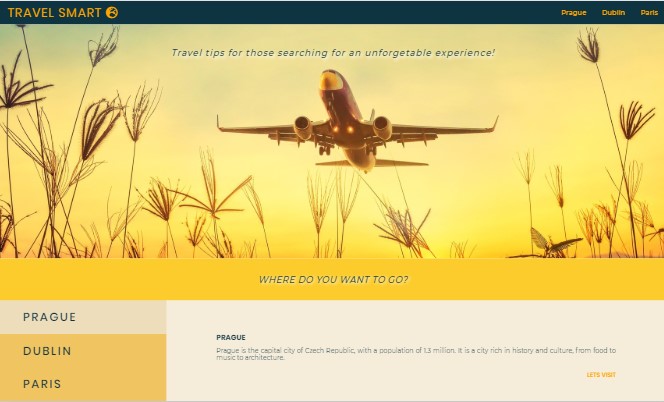 TRAVEL SMART
Prague Dublin Paris
Travel tips for those searching for an unforgetable experience!
WHERE DO YOU WANT TO GO?
PRAGUE
DUBLIN
PARIS
PRAGUE
Prague is the capital city of Czech Republic, with a population of 1.3 million. It is a city rich in history and culture, from food to
music to architecture.
LETS VISIT